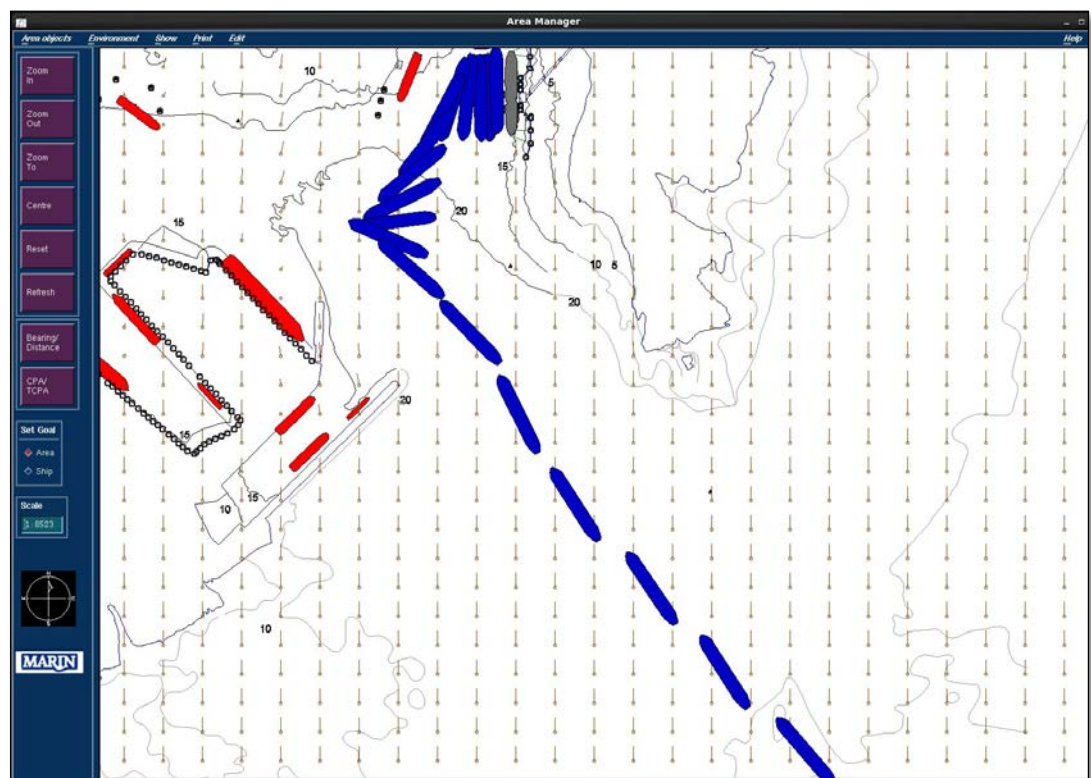 Area Manager
Area objects Environment Show Print Edit Help
Zoom
In
Zoom
Out
Zoom
To
Centre
Reset
Refresh
Bearing/
Distance
CPA/
TCPA
Set Goal
Area
Ship
Scale
1:8523
MARIN
10
5
15
20
15
10 5
20
20
15
15
10
10